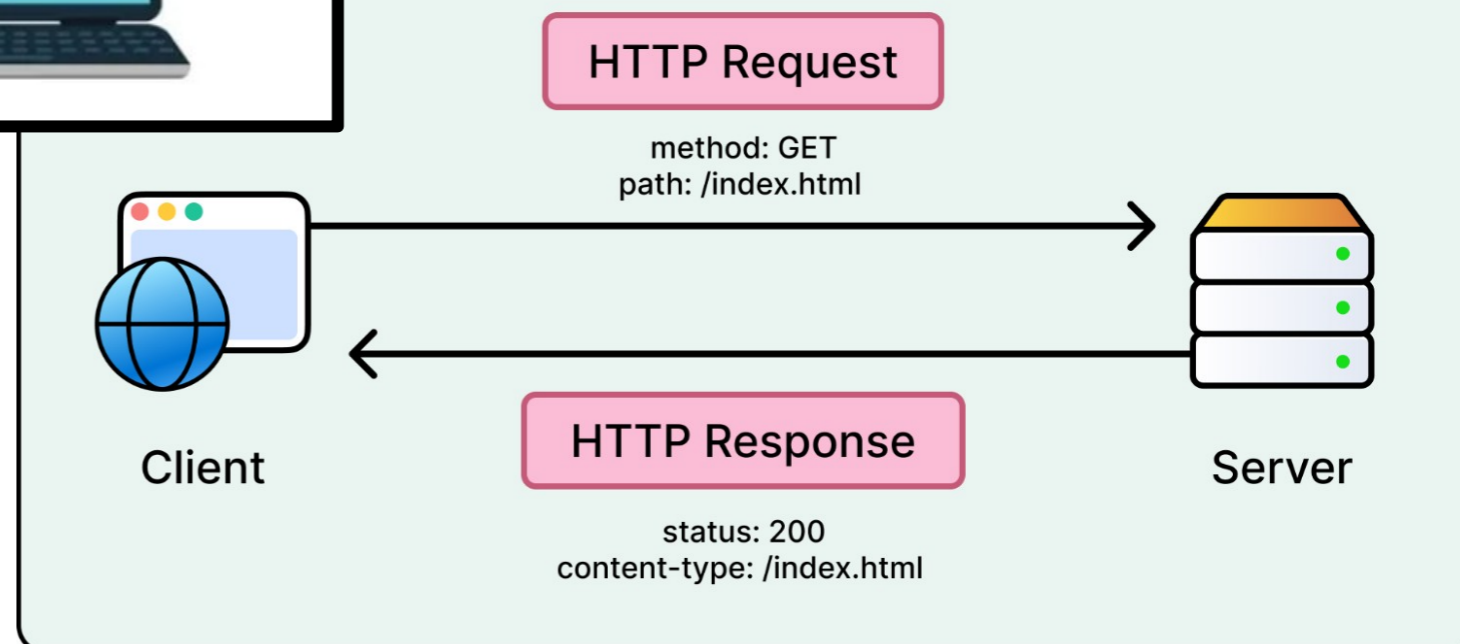 HTTP Request
method: GET
path: /index.html
Client
HTTP Response
Server
status: 200
content-type: /index.html